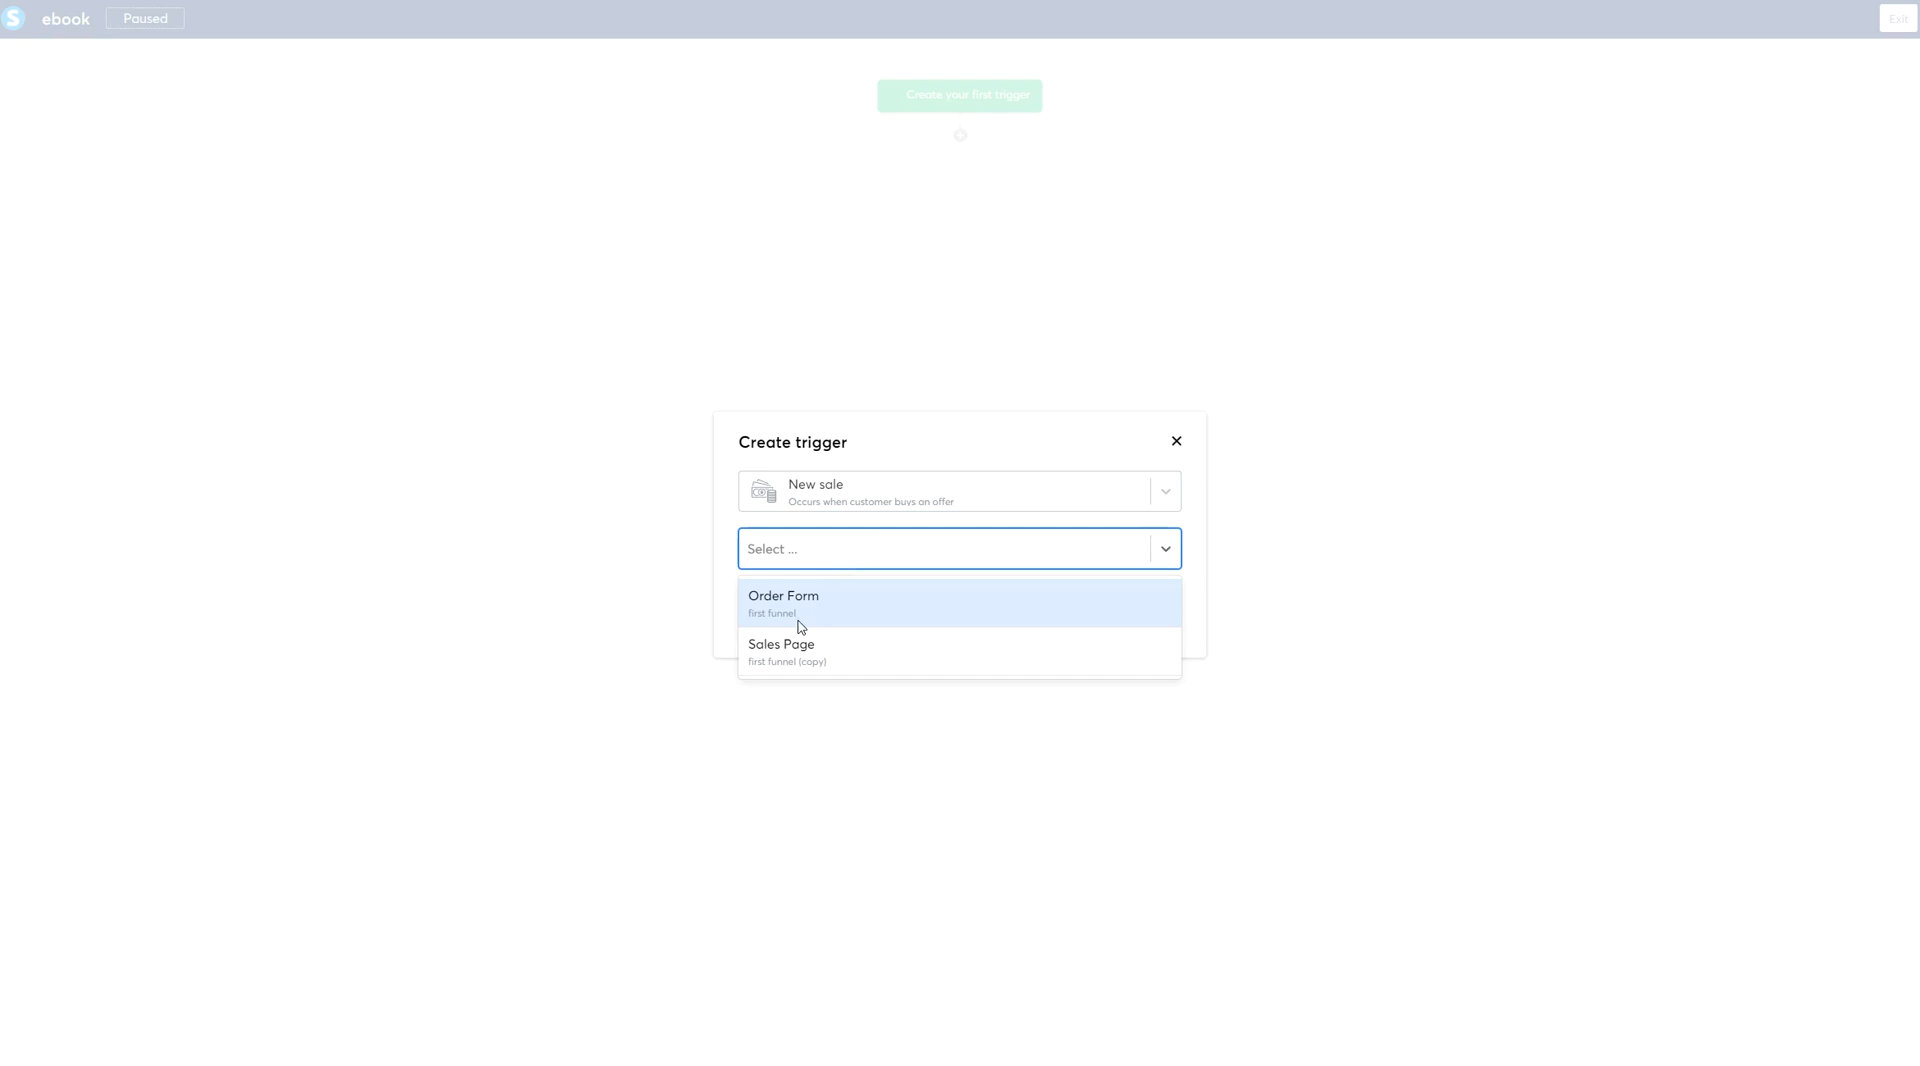 S ebook Paused Exit
Create your first trigger
Create trigger
New sale
Occurs when customer buys an offer
Select ...
Order Form
first funnel
Sales Page
first funnel (copy)